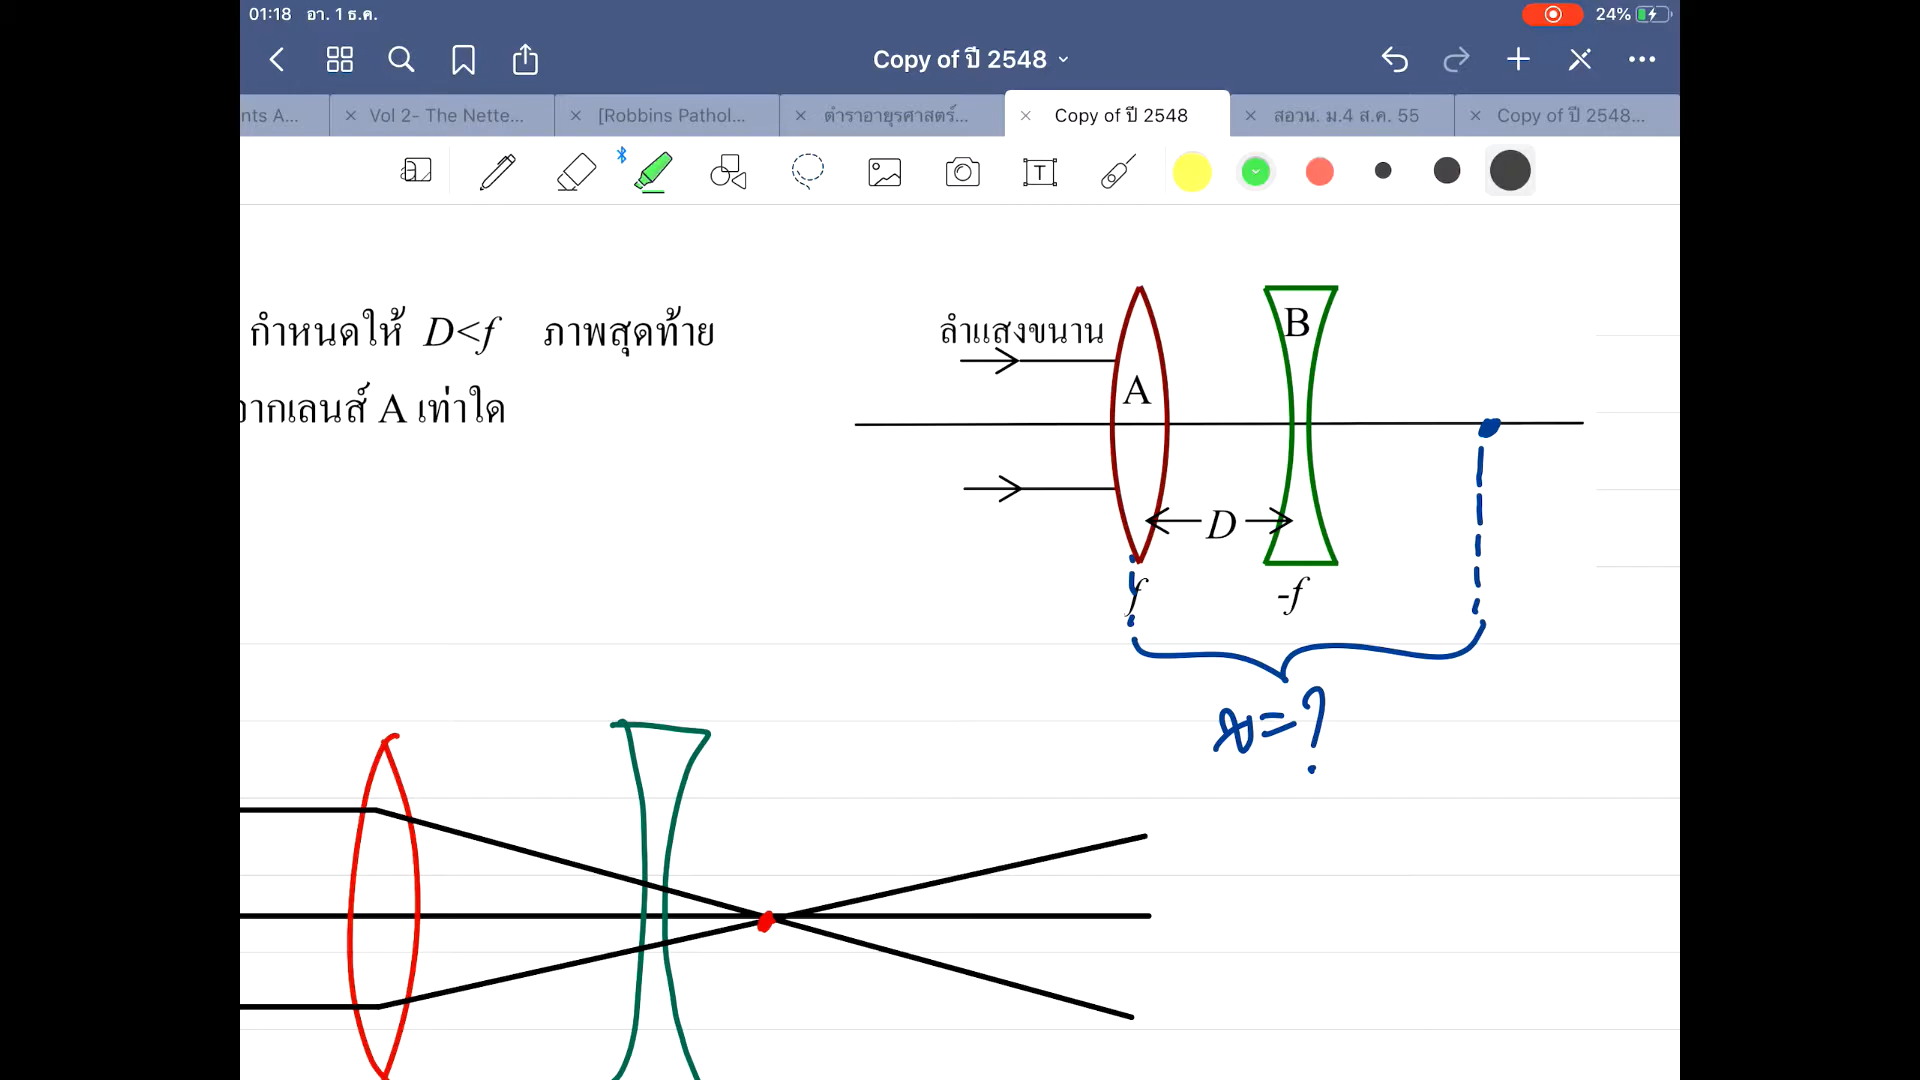 01:18 อา. 1 ธ.ค.
24%
Copy of ปี 2548
nts A...
Vol 2- The Nette...
[Robbins Pathol...
ตำราอายุรศาสตร์...
Copy of ปี 2548
สอวน. ม.4 ส.ค. 55
Copy of ปี 2548...
T
กำหนดให้ D<f ภาพสุดท้าย
จากเลนส์ A เท่าใด
ลำแสงขนาน
A
B
D
f
-f
x=?